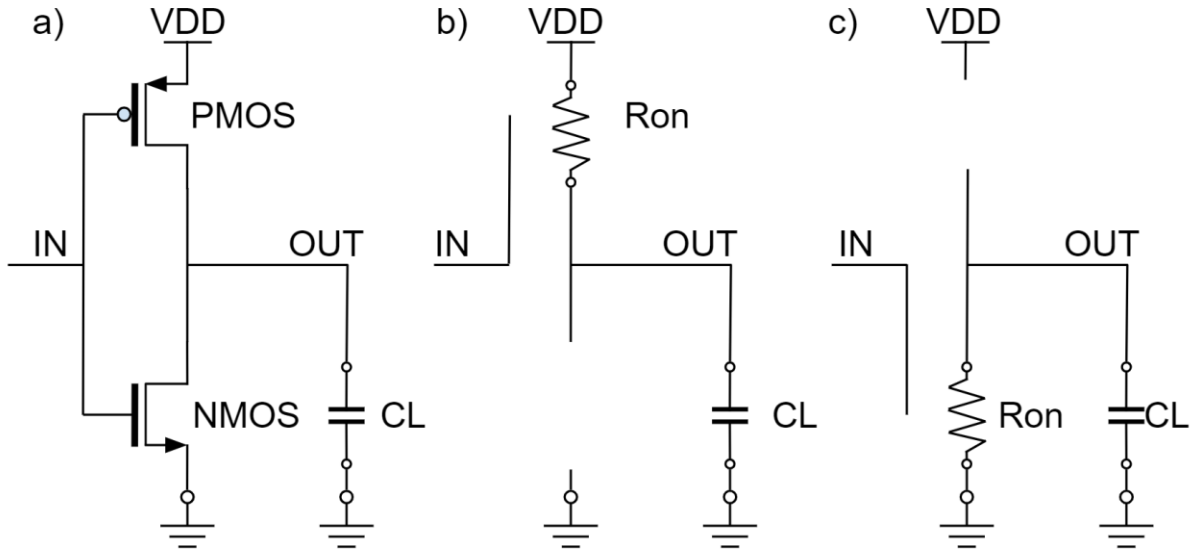 a)
VDD
PMOS
IN
OUT
NMOS
CL
b)
VDD
Ron
IN
OUT
CL
c)
VDD
IN
OUT
Ron
CL